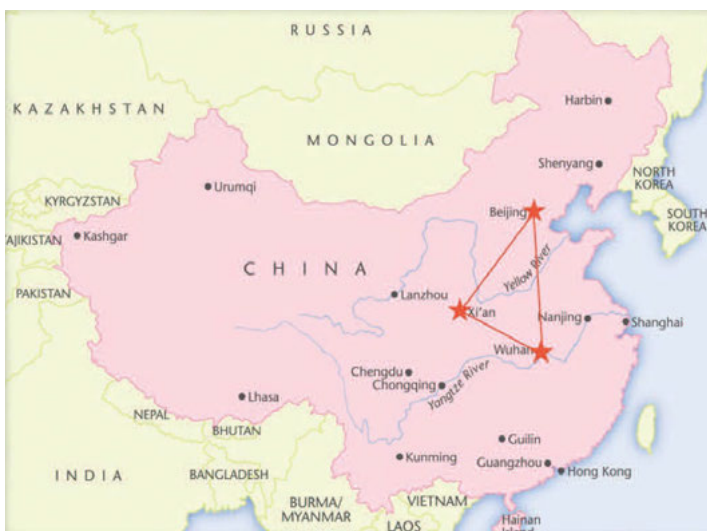 RUSSIA
KAZAKHSTAN
MONGOLIA
Harbin
Shenyang
NORTH
KOREA
SOUTH
KOREA
Urumqi
KYRGYZSTAN
TAJIKISTAN
Kashgar
PAKISTAN
Beijing
CHINA
Yellow River
Lanzhou
Xi'an
Nanjing
Shanghai
Wuhan
Chengdu
Chongqing
Yangtze River
Lhasa
NEPAL
BHUTAN
INDIA
BANGLADESH
Kunming
Guilin
Guangzhou
Hong Kong
BURMA/
MYANMAR
VIETNAM
LAOS
Hainan